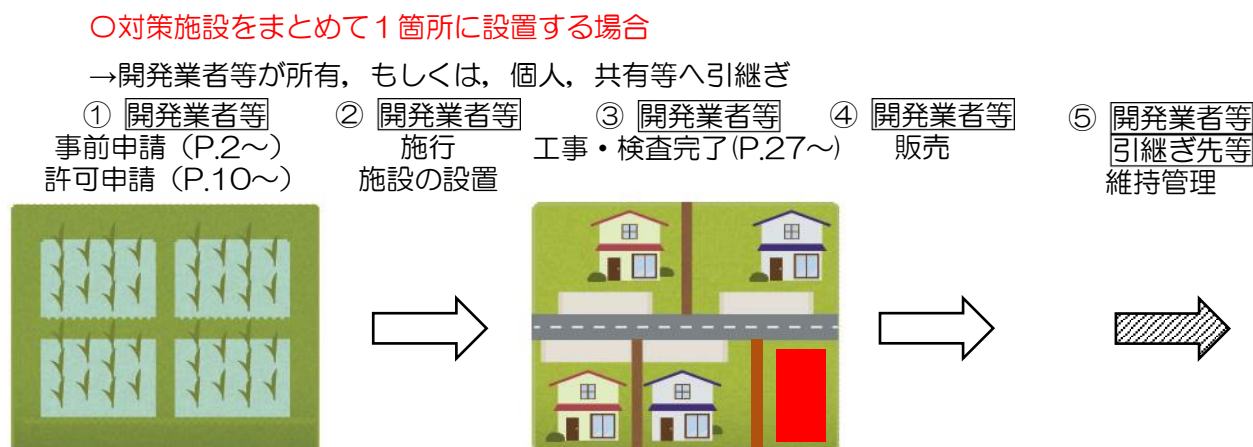 〇対策施設をまとめて１箇所に設置する場合
→開発業者等が所有，もしくは，個人，共有等へ引継ぎ
① 開発業者等
事前申請（P.2～）
許可申請（P.10～）
② 開発業者等
施行
施設の設置
③ 開発業者等
工事・検査完了(P.27～)
④ 開発業者等
販売
⑤ 開発業者等
引継ぎ先等
維持管理